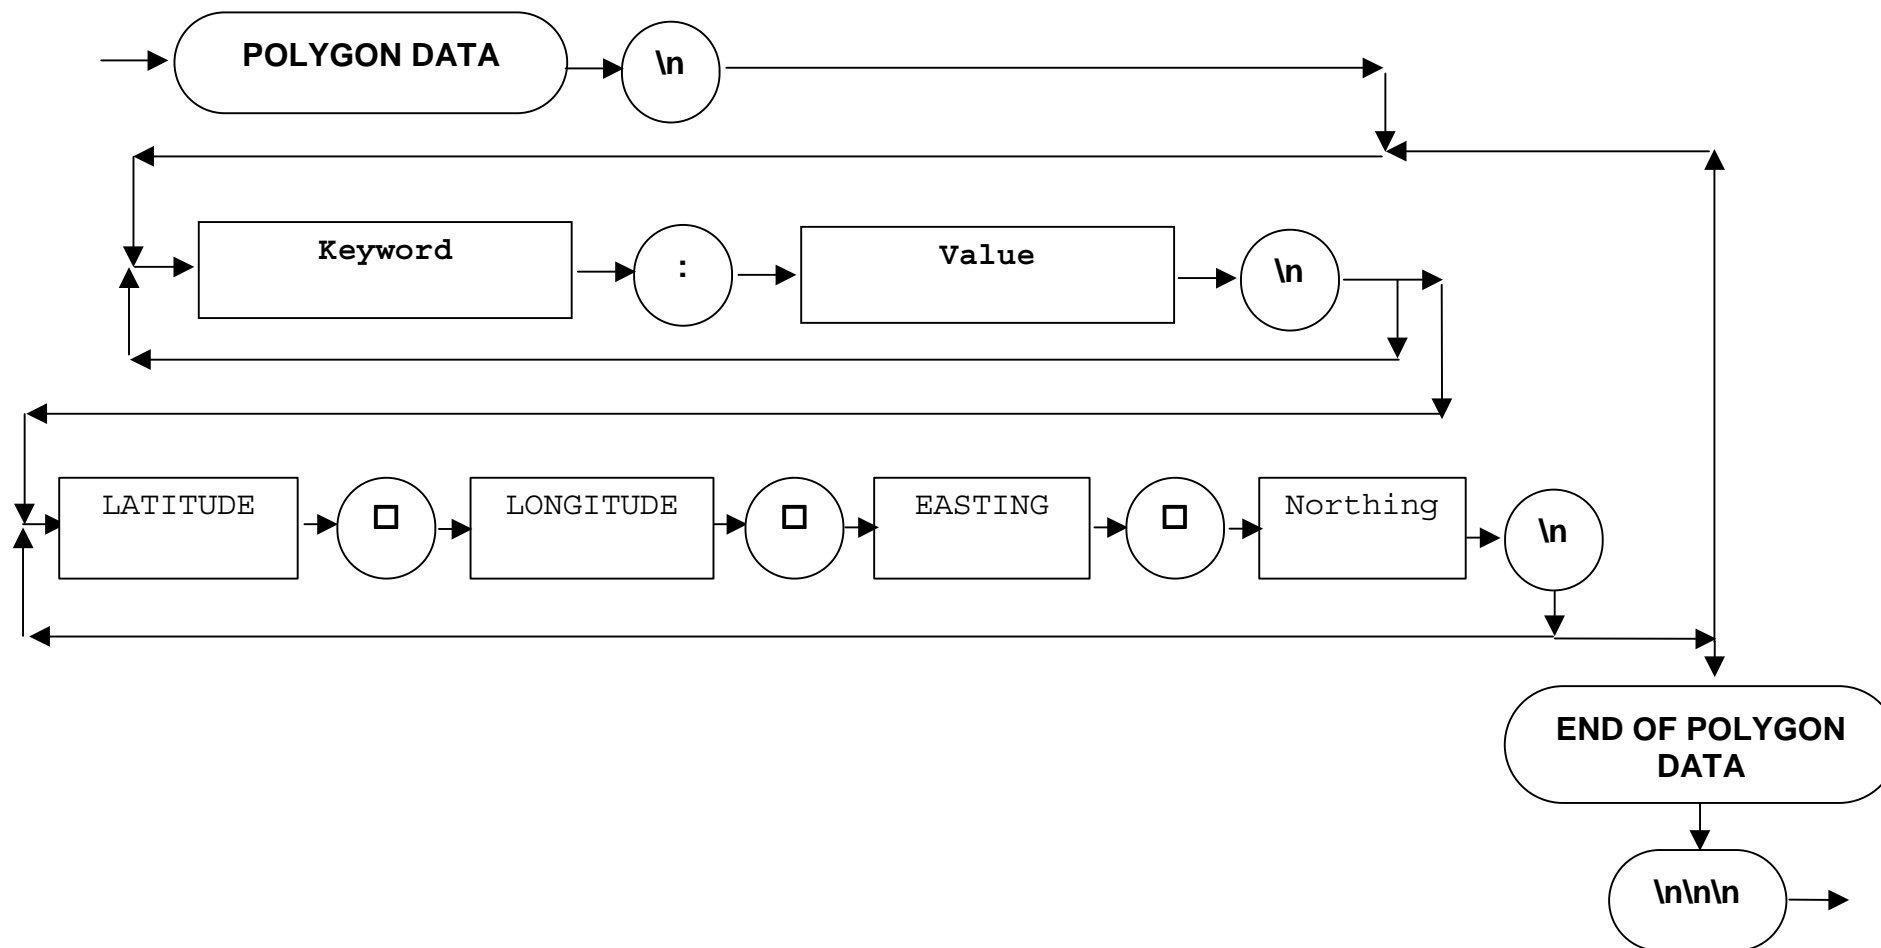 POLYGON DATA
\n
Keyword
:
Value
\n
LATITUDE
□
LONGITUDE
□
EASTING
□
Northing
\n
END OF POLYGON
DATA
\n\n\n